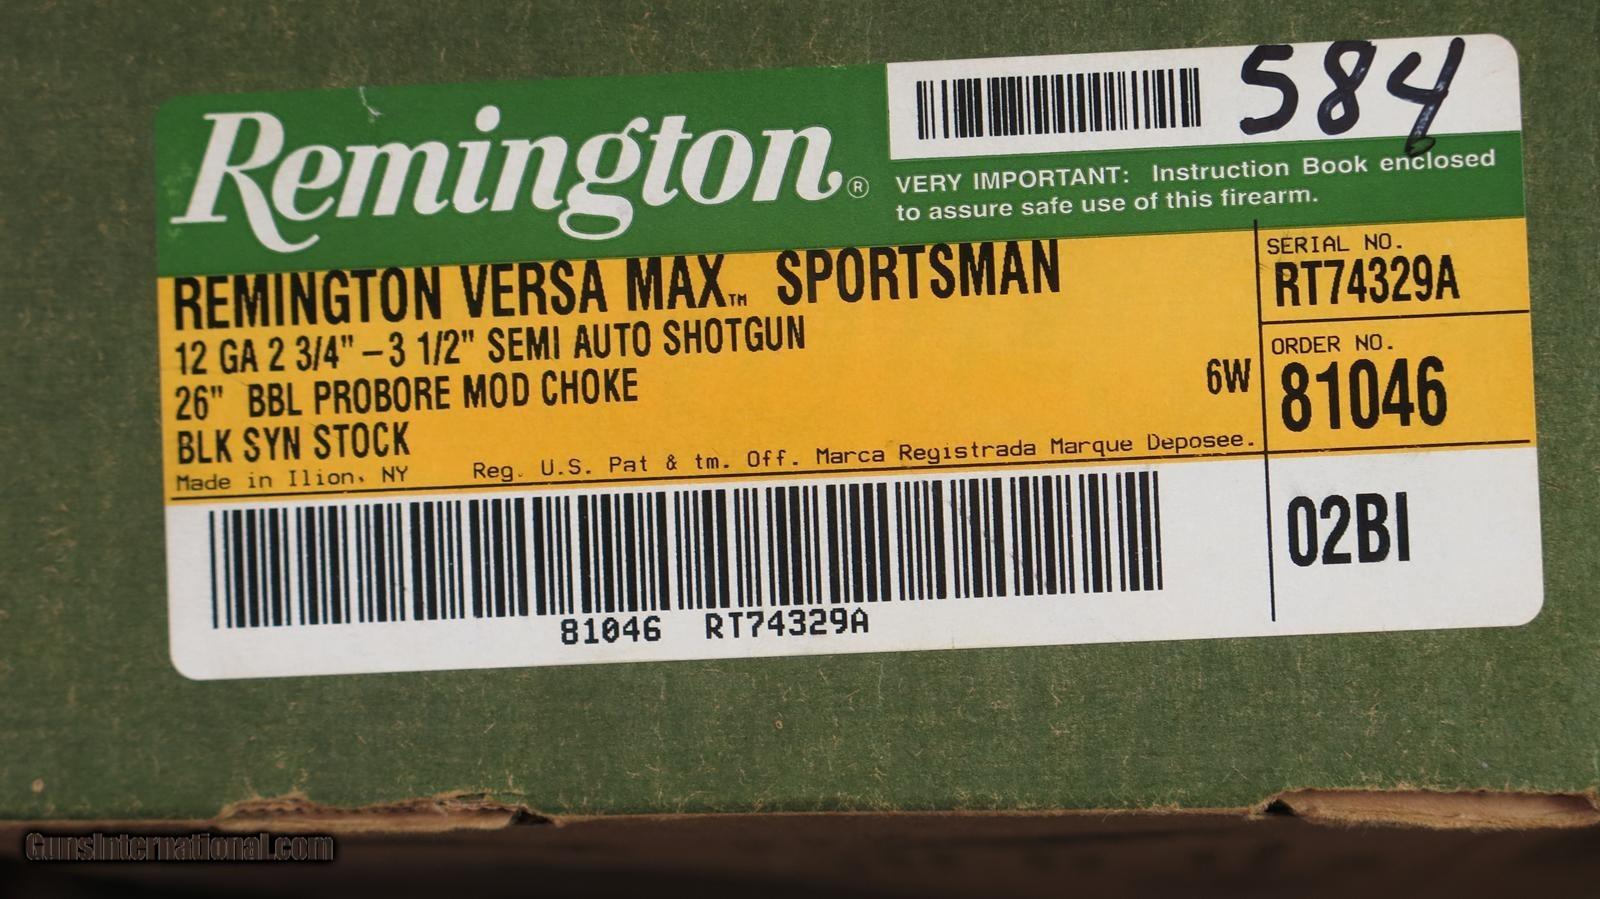 Remington®
584
VERY IMPORTANT: Instruction Book enclosed
to assure safe use of this firearm.
REMINGTON VERSA MAX™ SPORTSMAN
12 GA 2 3/4" – 3 1/2" SEMI AUTO SHOTGUN
26" BBL PROBORE MOD CHOKE
6W
BLK SYN STOCK
Made in Ilion, NY Reg. U.S. Pat & tm. Off. Marca Registrada Marque Deposee.
SERIAL NO.
RT74329A
ORDER NO.
81046
02BI
81046 RT74329A
GunsInternational.com